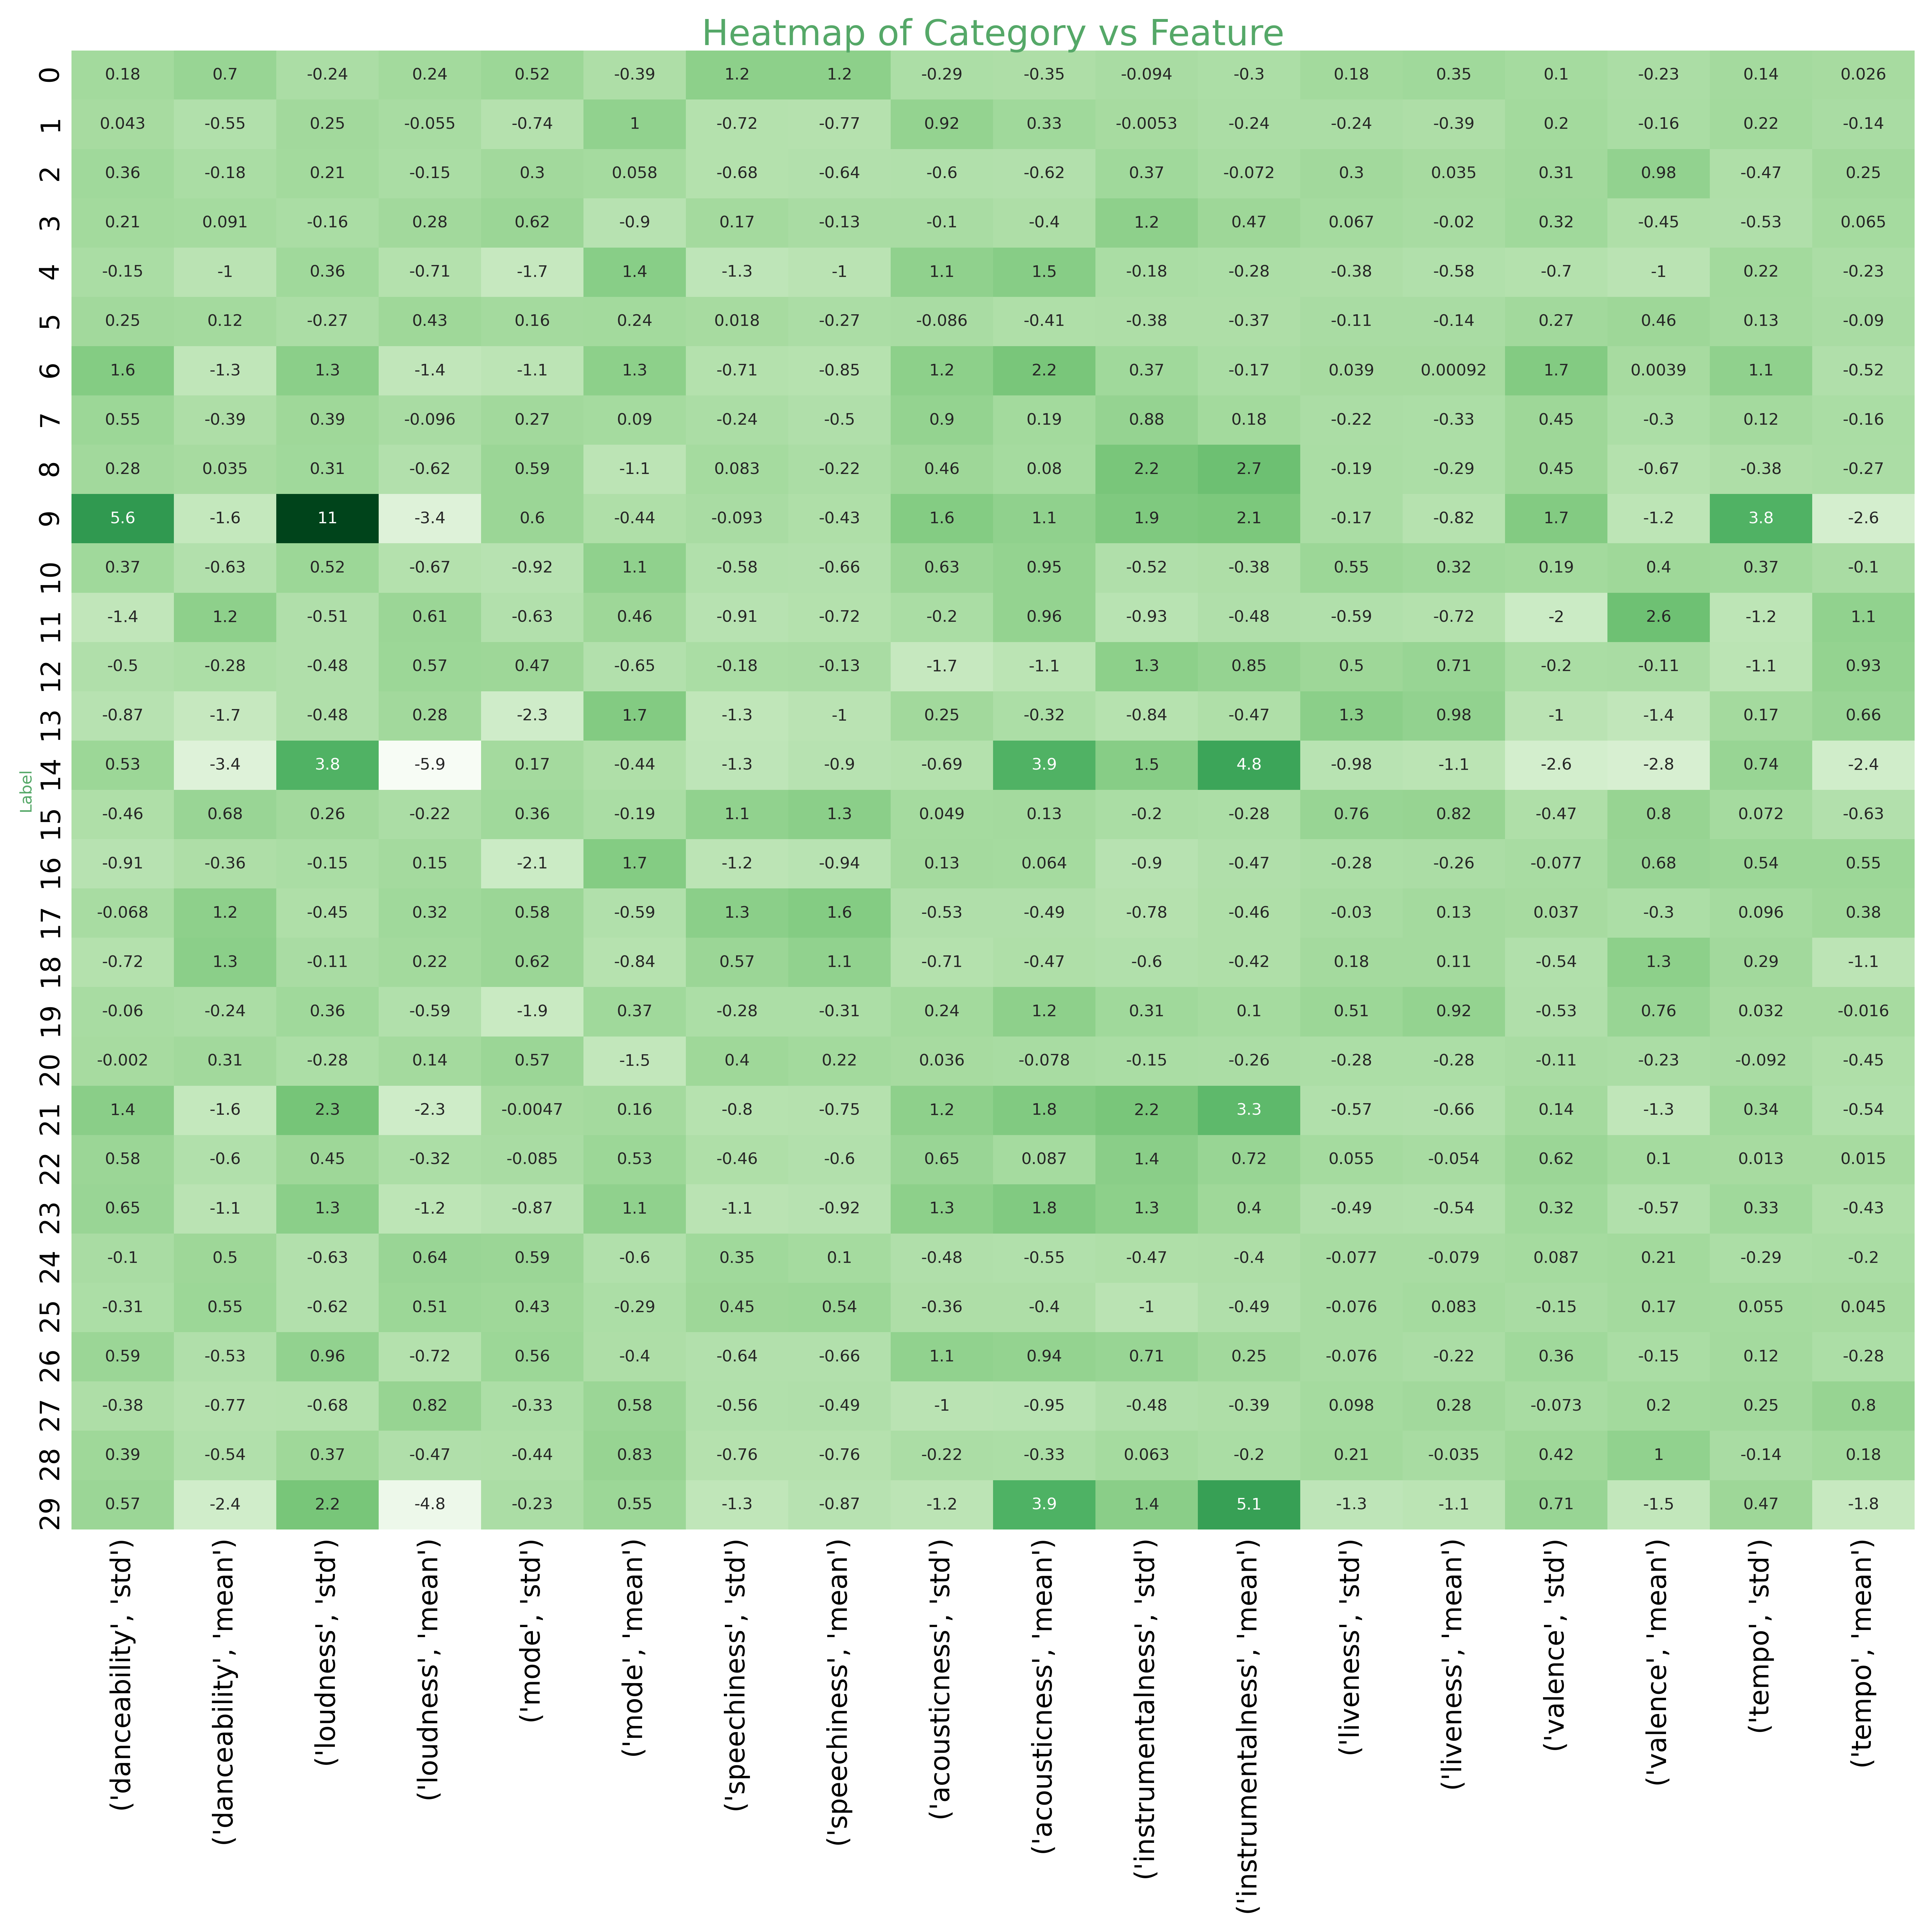 Heatmap of Category vs Feature
0 0.18 0.7 -0.24 0.24 0.52 -0.39 1.2 1.2 -0.29 -0.35 -0.094 -0.3 0.18 0.35 0.1 -0.23 0.14 0.026
1 0.043 -0.55 0.25 -0.055 -0.74 1 -0.72 -0.77 0.92 0.33 -0.0053 -0.24 -0.24 -0.39 0.2 -0.16 0.22 -0.14
2 0.36 -0.18 0.21 -0.15 0.3 0.058 -0.68 -0.64 -0.6 -0.62 0.37 -0.072 0.3 0.035 0.31 0.98 -0.47 0.25
3 0.21 0.091 -0.16 0.28 0.62 -0.9 0.17 -0.13 -0.1 -0.4 1.2 0.47 0.067 -0.02 0.32 -0.45 -0.53 0.065
4 -0.15 -1 0.36 -0.71 -1.7 1.4 -1.3 -1 1.1 1.5 -0.18 -0.28 -0.38 -0.58 -0.7 -1 0.22 -0.23
5 0.25 0.12 -0.27 0.43 0.16 0.24 0.018 -0.27 -0.086 -0.41 -0.38 -0.37 -0.11 -0.14 0.27 0.46 0.13 -0.09
6 1.6 -1.3 1.3 -1.4 -1.1 1.3 -0.71 -0.85 1.2 2.2 0.37 -0.17 0.039 0.00092 1.7 0.0039 1.1 -0.52
7 0.55 -0.39 0.39 -0.096 0.27 0.09 -0.24 -0.5 0.9 0.19 0.88 0.18 -0.22 -0.33 0.45 -0.3 0.12 -0.16
8 0.28 0.035 0.31 -0.62 0.59 -1.1 0.083 -0.22 0.46 0.08 2.2 2.7 -0.19 -0.29 0.45 -0.67 -0.38 -0.27
9 5.6 -1.6 11 -3.4 0.6 -0.44 -0.093 -0.43 1.6 1.1 1.9 2.1 -0.17 -0.82 1.7 -1.2 3.8 -2.6
10 0.37 -0.63 0.52 -0.67 -0.92 1.1 -0.58 -0.66 0.63 0.95 -0.52 -0.38 0.55 0.32 0.19 0.4 0.37 -0.1
11 -1.4 1.2 -0.51 0.61 -0.63 0.46 -0.91 -0.72 -0.2 0.96 -0.93 -0.48 -0.59 -0.72 -2 2.6 -1.2 1.1
12 -0.5 -0.28 -0.48 0.57 0.47 -0.65 -0.18 -0.13 -1.7 -1.1 1.3 0.85 0.5 0.71 -0.2 -0.11 -1.1 0.93
13 -0.87 -1.7 -0.48 0.28 -2.3 1.7 -1.3 -1 0.25 -0.32 -0.84 -0.47 1.3 0.98 -1 -1.4 0.17 0.66
14 0.53 -3.4 3.8 -5.9 0.17 -0.44 -1.3 -0.9 -0.69 3.9 1.5 4.8 -0.98 -1.1 -2.6 -2.8 0.74 -2.4
Label
15 -0.46 0.68 0.26 -0.22 0.36 -0.19 1.1 1.3 0.049 0.13 -0.2 -0.28 0.76 0.82 -0.47 0.8 0.072 -0.63
16 -0.91 -0.36 -0.15 0.15 -2.1 1.7 -1.2 -0.94 0.13 0.064 -0.9 -0.47 -0.28 -0.26 -0.077 0.68 0.54 0.55
17 -0.068 1.2 -0.45 0.32 0.58 -0.59 1.3 1.6 -0.53 -0.49 -0.78 -0.46 -0.03 0.13 0.037 -0.3 0.096 0.38
18 -0.72 1.3 -0.11 0.22 0.62 -0.84 0.57 1.1 -0.71 -0.47 -0.6 -0.42 0.18 0.11 -0.54 1.3 0.29 -1.1
19 -0.06 -0.24 0.36 -0.59 -1.9 0.37 -0.28 -0.31 0.24 1.2 0.31 0.1 0.51 0.92 -0.53 0.76 0.032 -0.016
20 -0.002 0.31 -0.28 0.14 0.57 -1.5 0.4 0.22 0.036 -0.078 -0.15 -0.26 -0.28 -0.28 -0.11 -0.23 -0.092 -0.45
21 1.4 -1.6 2.3 -2.3 -0.0047 0.16 -0.8 -0.75 1.2 1.8 2.2 3.3 -0.57 -0.66 0.14 -1.3 0.34 -0.54
22 0.58 -0.6 0.45 -0.32 -0.085 0.53 -0.46 -0.6 0.65 0.087 1.4 0.72 0.055 -0.054 0.62 0.1 0.013 0.015
23 0.65 -1.1 1.3 -1.2 -0.87 1.1 -1.1 -0.92 1.3 1.8 1.3 0.4 -0.49 -0.54 0.32 -0.57 0.33 -0.43
24 -0.1 0.5 -0.63 0.64 0.59 -0.6 0.35 0.1 -0.48 -0.55 -0.47 -0.4 -0.077 -0.079 0.087 0.21 -0.29 -0.2
25 -0.31 0.55 -0.62 0.51 0.43 -0.29 0.45 0.54 -0.36 -0.4 -1 -0.49 -0.076 0.083 -0.15 0.17 0.055 0.045
26 0.59 -0.53 0.96 -0.72 0.56 -0.4 -0.64 -0.66 1.1 0.94 0.71 0.25 -0.076 -0.22 0.36 -0.15 0.12 -0.28
27 -0.38 -0.77 -0.68 0.82 -0.33 0.58 -0.56 -0.49 -1 -0.95 -0.48 -0.39 0.098 0.28 -0.073 0.2 0.25 0.8
28 0.39 -0.54 0.37 -0.47 -0.44 0.83 -0.76 -0.76 -0.22 -0.33 0.063 -0.2 0.21 -0.035 0.42 1 -0.14 0.18
29 0.57 -2.4 2.2 -4.8 -0.23 0.55 -1.3 -0.87 -1.2 3.9 1.4 5.1 -1.3 -1.1 0.71 -1.5 0.47 -1.8
('danceability', 'std')
('danceability', 'mean')
('loudness', 'std')
('loudness', 'mean')
('mode', 'std')
('mode', 'mean')
('speechiness', 'std')
('speechiness', 'mean')
('acousticness', 'std')
('acousticness', 'mean')
('instrumentalness', 'std')
('instrumentalness', 'mean')
('liveness', 'std')
('liveness', 'mean')
('valence', 'std')
('valence', 'mean')
('tempo', 'std')
('tempo', 'mean')